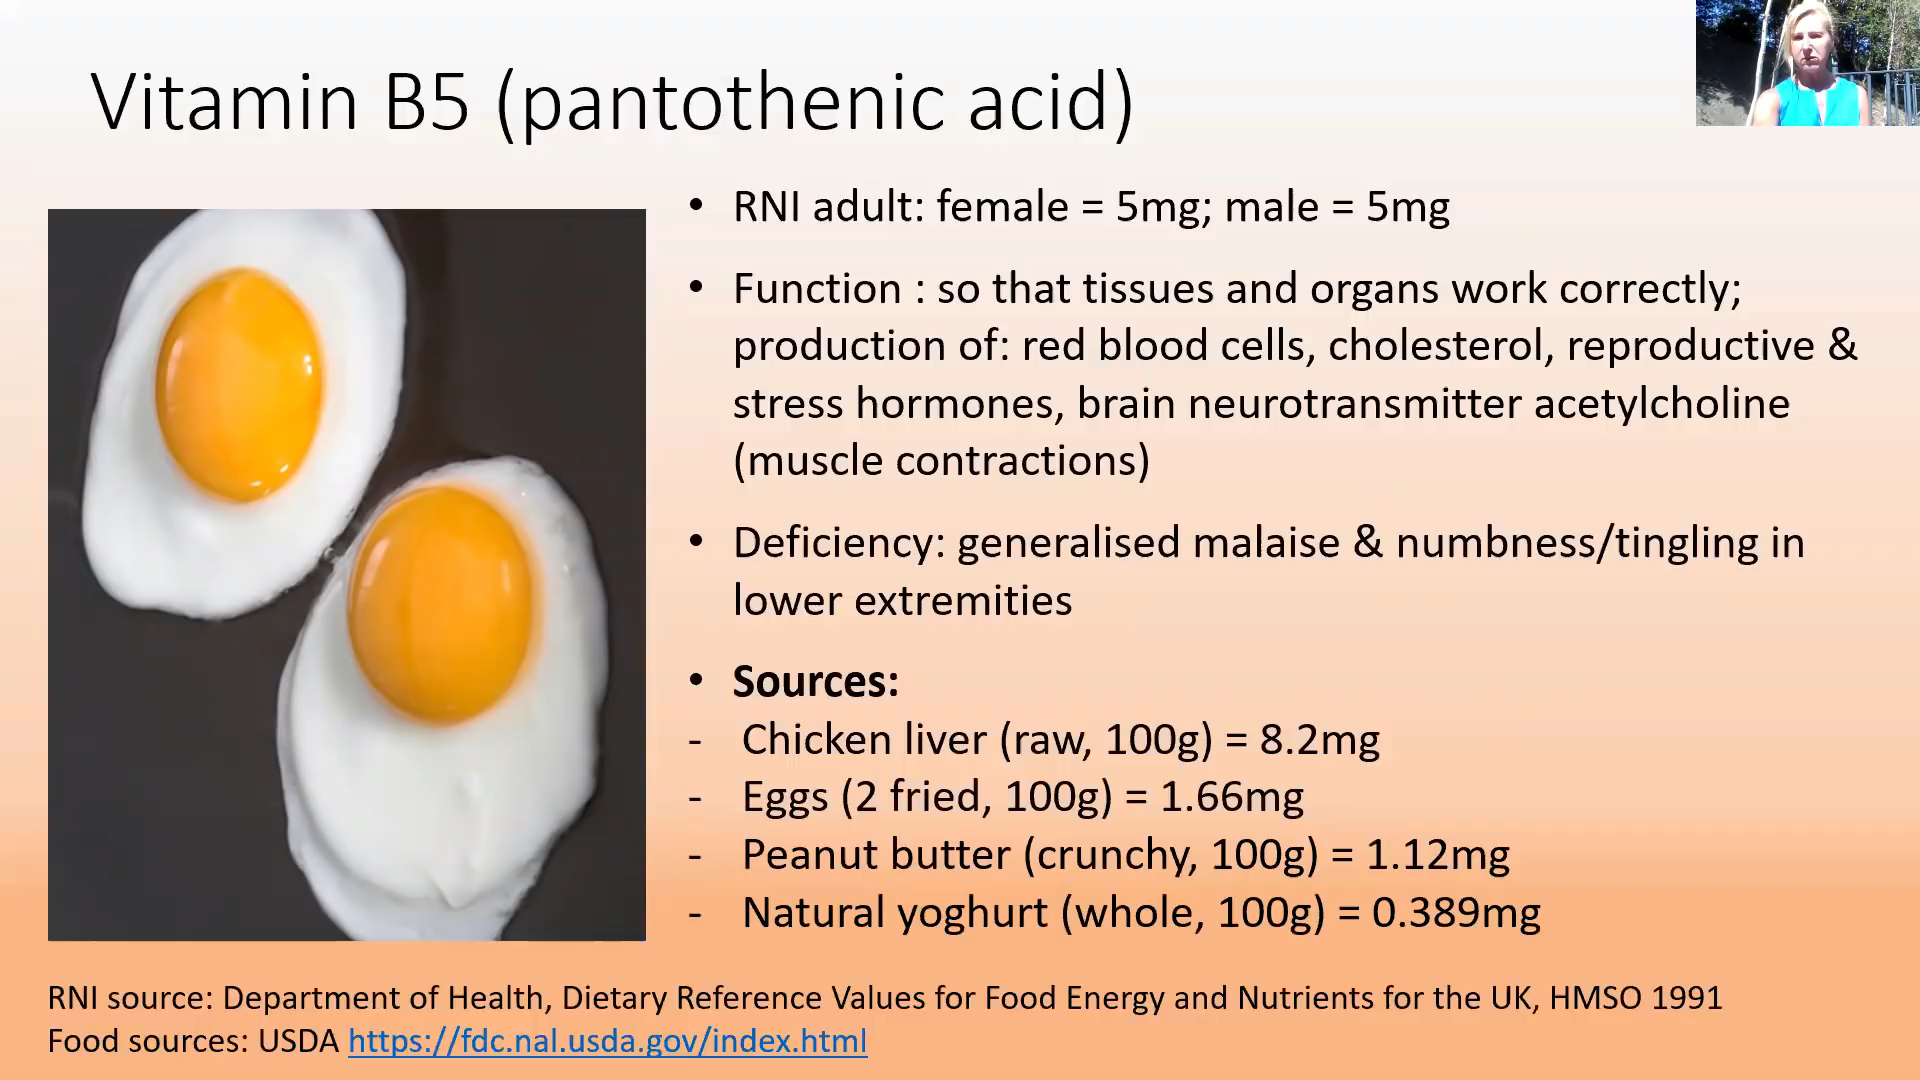 Vitamin B5 (pantothenic acid)
• RNI adult: female = 5mg; male = 5mg
• Function : so that tissues and organs work correctly;
production of: red blood cells, cholesterol, reproductive &
stress hormones, brain neurotransmitter acetylcholine
(muscle contractions)
• Deficiency: generalised malaise & numbness/tingling in
lower extremities
• Sources:
- Chicken liver (raw, 100g) = 8.2mg
- Eggs (2 fried, 100g) = 1.66mg
- Peanut butter (crunchy, 100g) = 1.12mg
- Natural yoghurt (whole, 100g) = 0.389mg
RNI source: Department of Health, Dietary Reference Values for Food Energy and Nutrients for the UK, HMSO 1991
Food sources: USDA https://fdc.nal.usda.gov/index.html